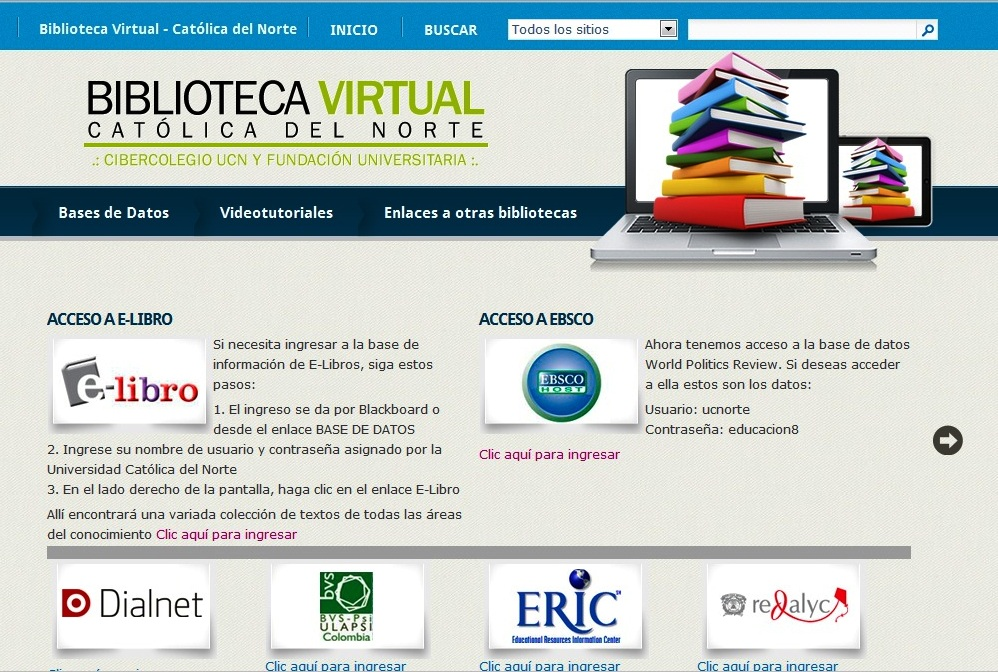 Biblioteca Virtual - Católica del Norte
INICIO
BUSCAR
Todos los sitios
BIBLIOTECA VIRTUAL
CATÓLICA DEL NORTE
.: CIBERCOLEGIO UCN Y FUNDACIÓN UNIVERSITARIA :.
Bases de Datos
Videotutoriales
Enlaces a otras bibliotecas
ACCESO A E-LIBRO
e-libro
Si necesita ingresar a la base de
información de E-Libros, siga estos
pasos:
1. El ingreso se da por Blackboard o
desde el enlace BASE DE DATOS
2. Ingrese su nombre de usuario y contraseña asignado por la
Universidad Católica del Norte
3. En el lado derecho de la pantalla, haga clic en el enlace E-Libro
Allí encontrará una variada colección de textos de todas las áreas
del conocimiento Clic aquí para ingresar
ACCESO A EBSCO
EBSCO
HOST
Ahora tenemos acceso a la base de datos
World Politics Review. Si deseas acceder
a ella estos son los datos:
Usuario: ucnorte
Contraseña: educacion8
Clic aquí para ingresar
Dialnet
bvs
BVS-Psi
ULAPSI
Colombia
Clic aquí para ingresar
ERIC
Educational Resources Information Center
Clic aquí para ingresar
redalyc
Clic aquí para ingresar